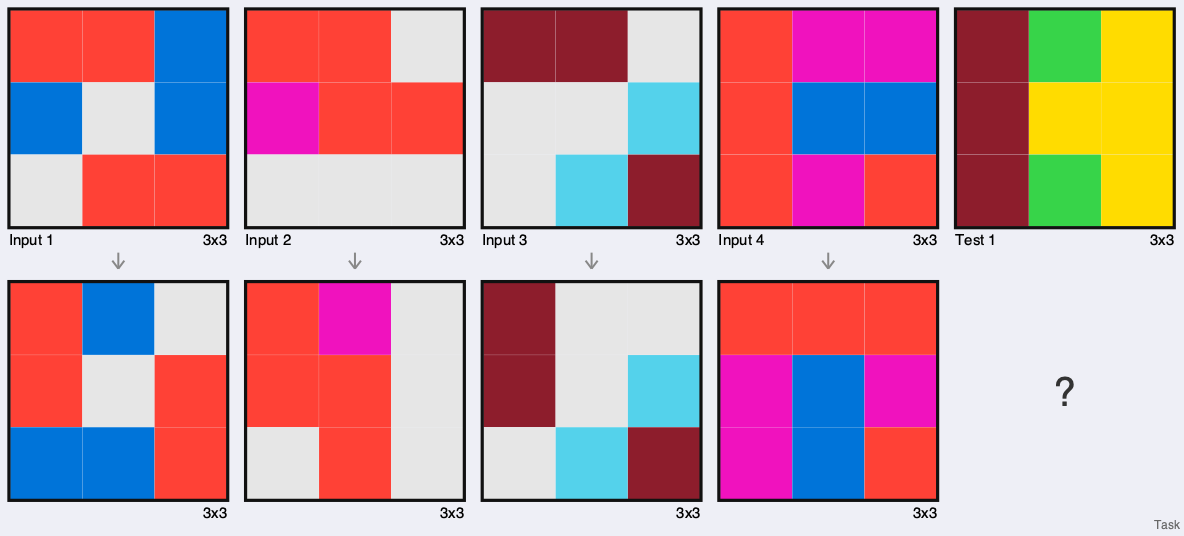 Input 1 3x3
Input 2 3x3
Input 3 3x3
Input 4 3x3
Test 1 3x3
?
3x3
3x3
3x3
3x3
Task